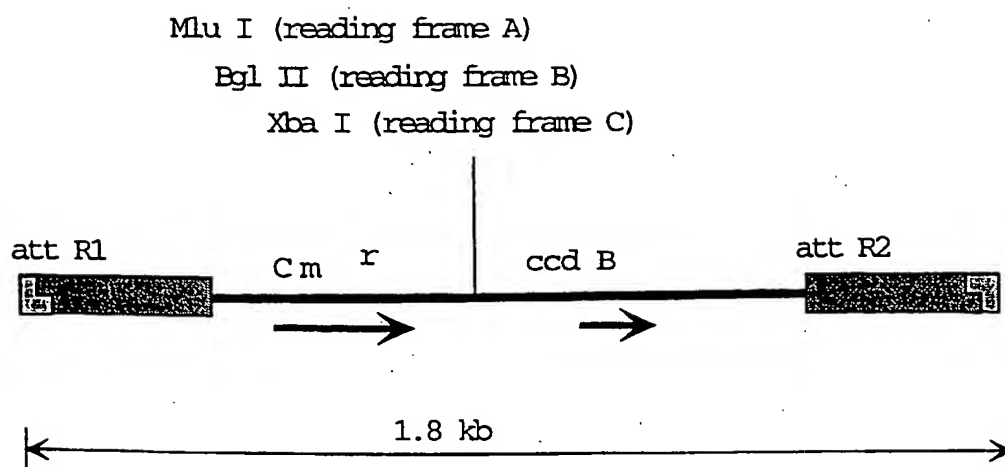 Mlu I (reading frame A)
Bgl II (reading frame B)
Xba I (reading frame C)
att R1
Cm r
ccd B
att R2
1.8 kb